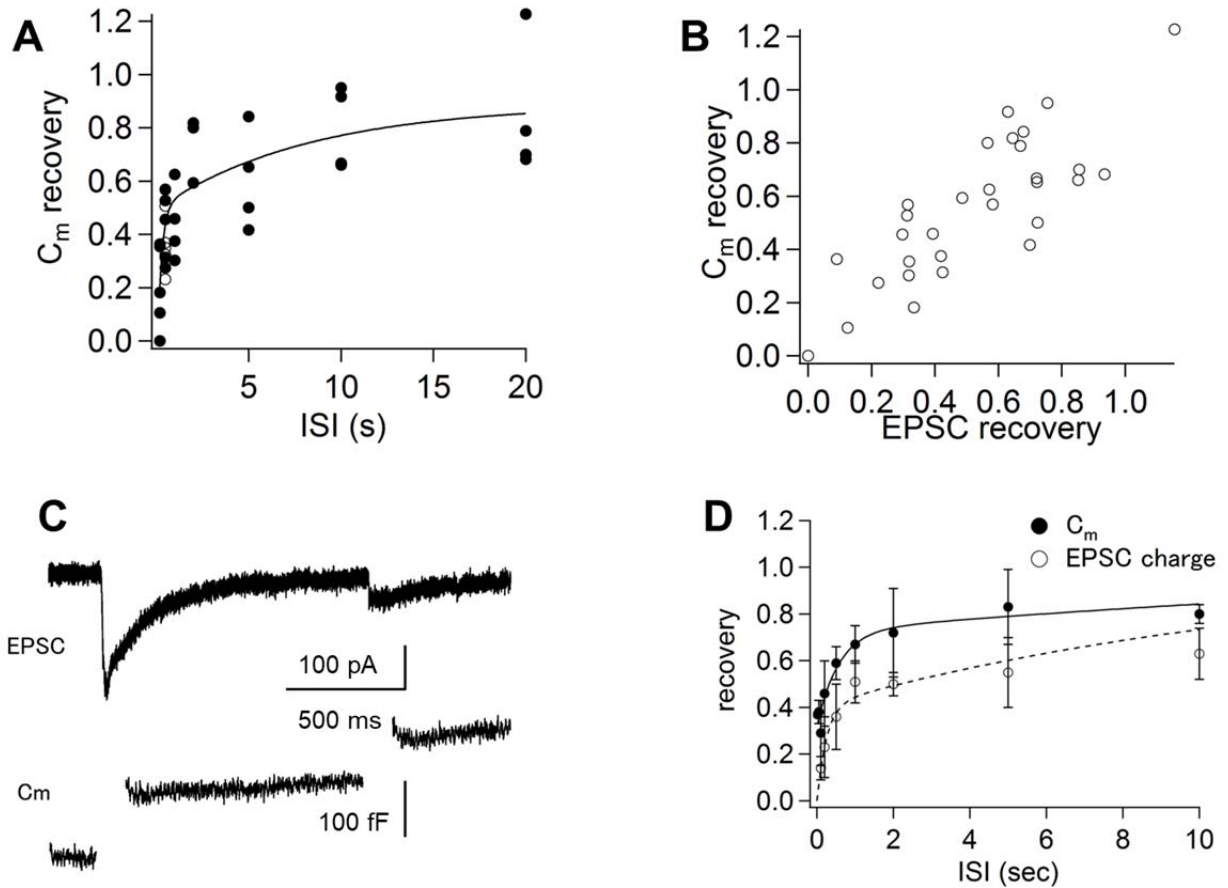 A
1.2
1.0
0.8
0.6
0.4
0.2
0.0
Cm recovery
5
10
15
20
ISI (s)
B
1.2
1.0
0.8
0.6
0.4
0.2
0.0
Cm recovery
0.0 0.2 0.4 0.6 0.8 1.0
EPSC recovery
C
EPSC
100 pA
500 ms
Cm
100 fF
D
Cm
EPSC charge
1.2
1.0
0.8
0.6
0.4
0.2
0.0
recovery
0 2 4 6 8 10
ISI (sec)